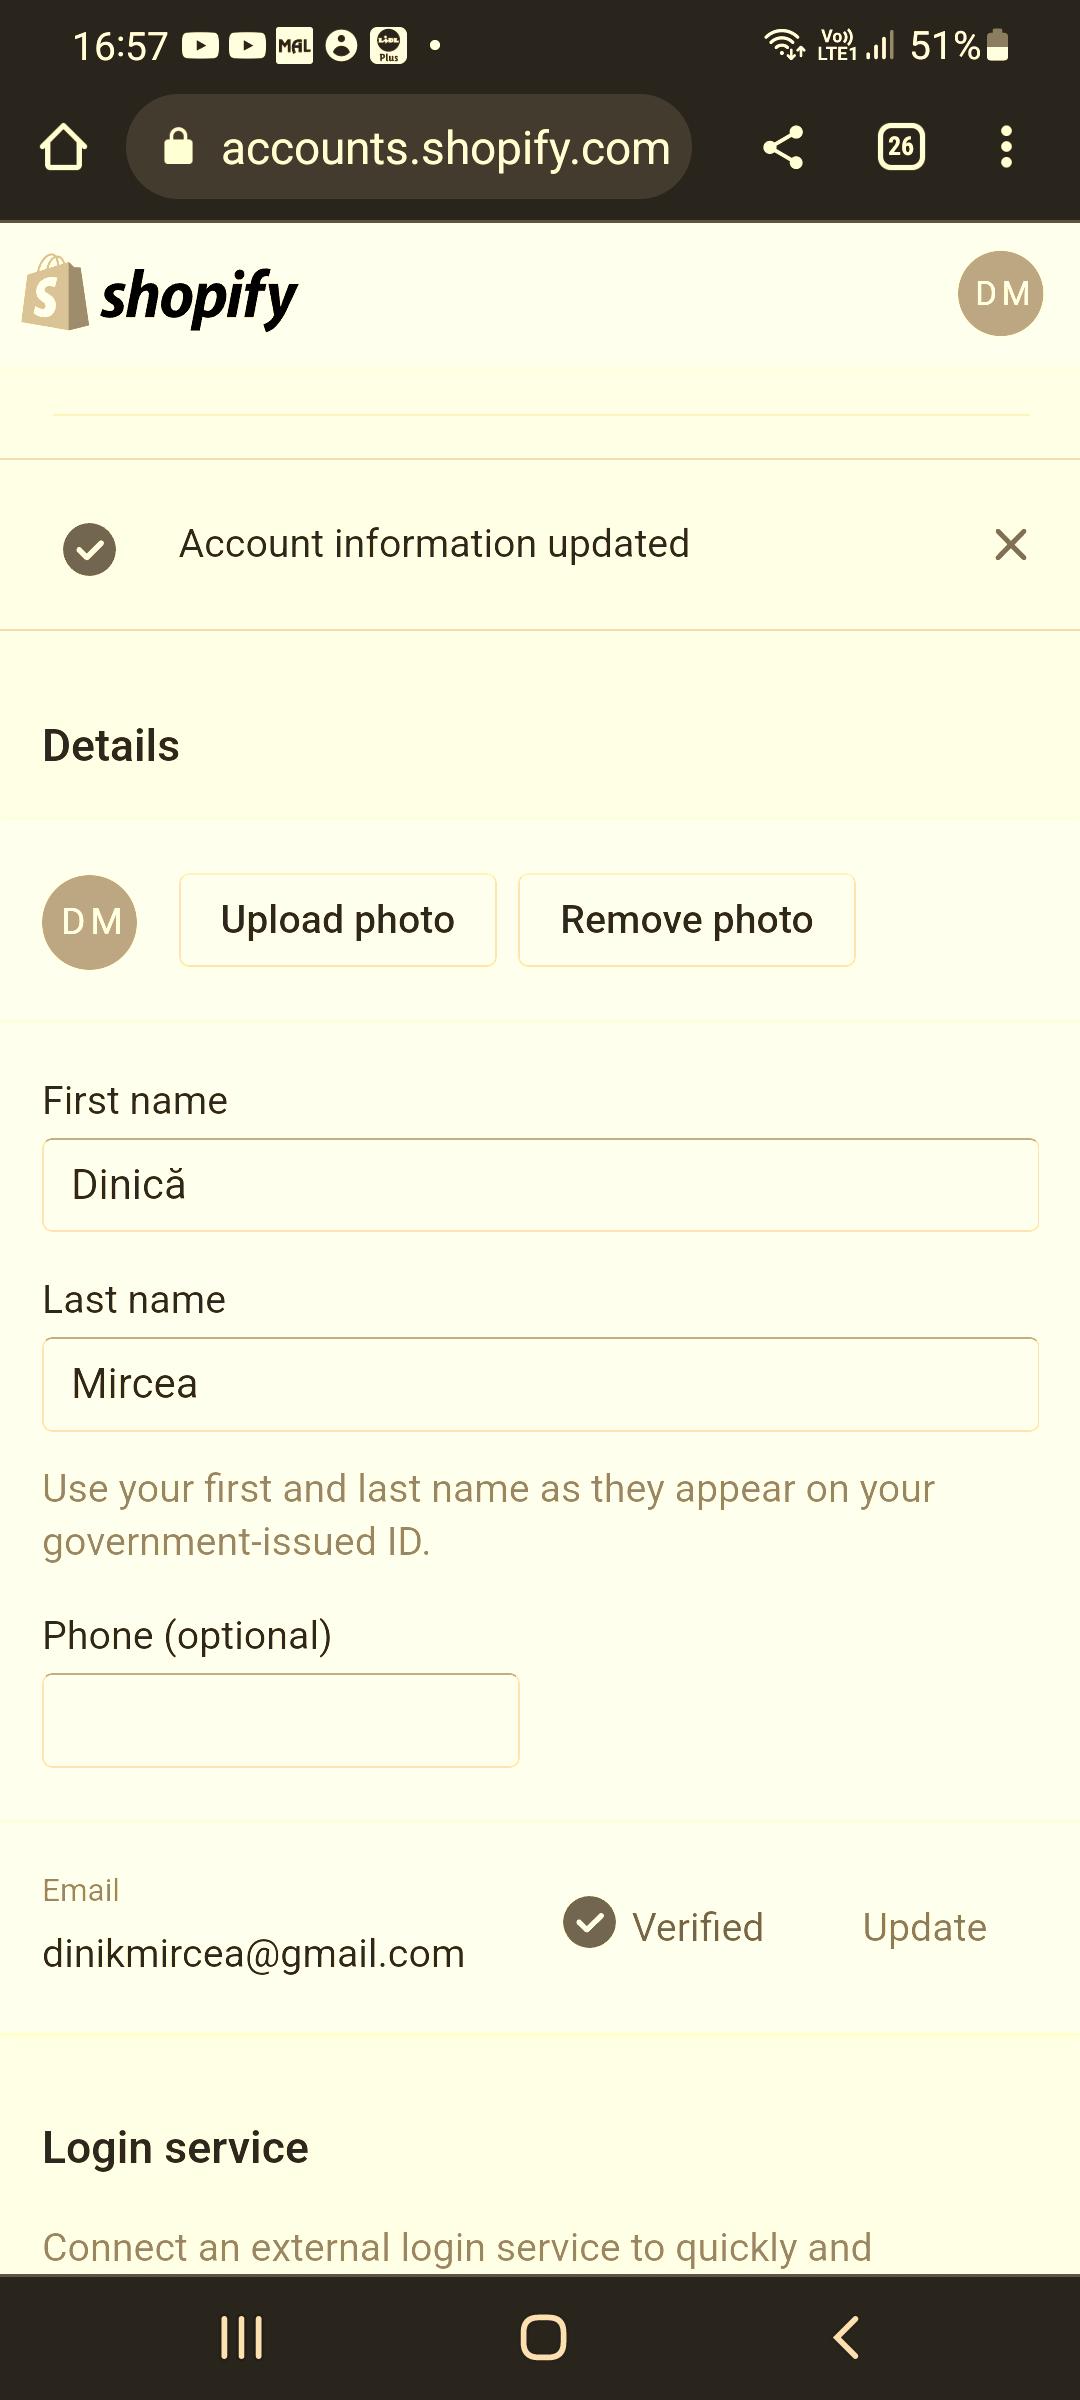 16:57 MAL LIDL Plus Vo)) LTE1 51%
accounts.shopify.com 26
shopify DM
Account information updated
Details
DM Upload photo Remove photo
First name
Dinică
Last name
Mircea
Use your first and last name as they appear on your
government-issued ID.
Phone (optional)
Email
dinikmircea@gmail.com Verified Update
Login service
Connect an external login service to quickly and